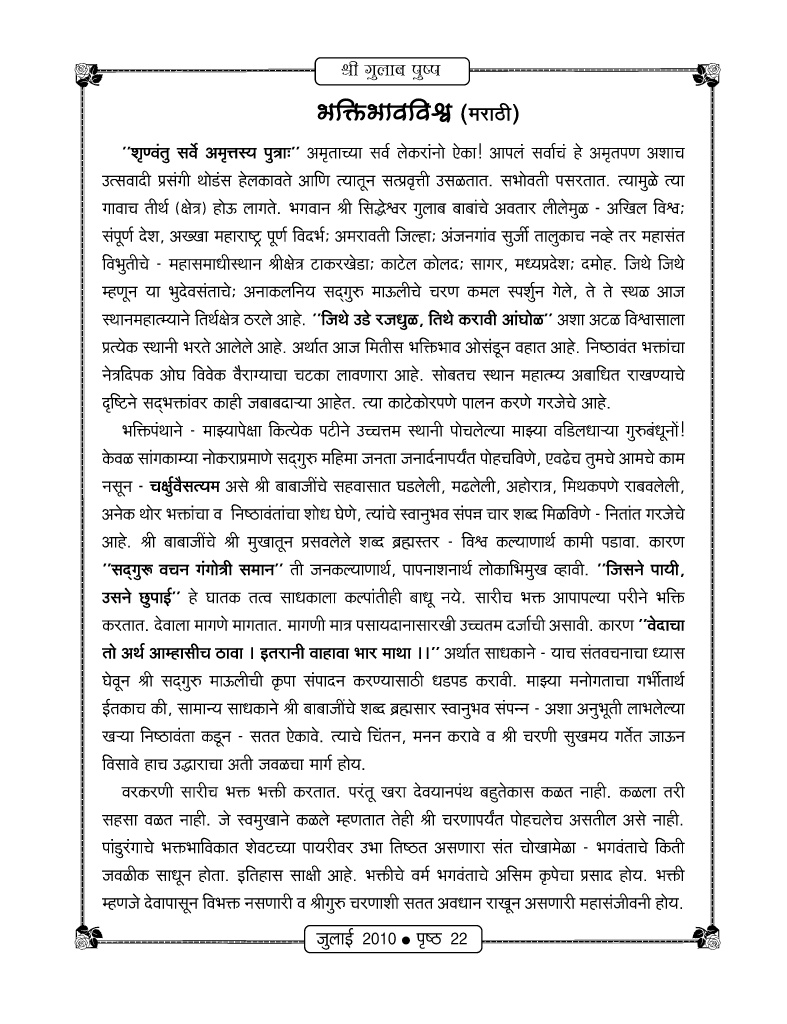 श्री गुलाब पुष्प
भक्तिभावविश्व (मराठी)
"शृण्वंतु सर्वे अमृत्तस्य पुत्राः" अमृताच्या सर्व लेकरांनो ऐका! आपलं सर्वाचं हे अमृतपण अशाच
उत्सवादी प्रसंगी थोडंस हेलकावते आणि त्यातून सत्प्रवृत्ती उसळतात. सभोवती पसरतात. त्यामुळे त्या
गावाच तीर्थ (क्षेत्र) होऊ लागते. भगवान श्री सिद्धेश्वर गुलाब बाबांचे अवतार लीलेमुळ - अखिल विश्व;
संपूर्ण देश, अख्खा महाराष्ट्र पूर्ण विदर्भ; अमरावती जिल्हा; अंजनगांव सुर्जी तालुकाच नव्हे तर महासंत
विभुतीचे - महासमाधीस्थान श्रीक्षेत्र टाकरखेडा; काटेल कोलद; सागर, मध्यप्रदेश; दमोह. जिथे जिथे
म्हणून या भुदेवसंताचे; अनाकलनिय सद्‌गुरु माऊलीचे चरण कमल स्पर्शुन गेले, ते ते स्थळ आज
स्थानमहात्म्याने तिर्थक्षेत्र ठरले आहे. "जिथे उडे रजधुळ, तिथे करावी आंघोळ" अशा अटळ विश्वासाला
प्रत्येक स्थानी भरते आलेले आहे. अर्थात आज मितीस भक्तिभाव ओसंडून वहात आहे. निष्ठावंत भक्तांचा
नेत्रदिपक ओघ विवेक वैराग्याचा चटका लावणारा आहे. सोबतच स्थान महात्म्य अबाधित राखण्याचे
दृष्टिने सद्‌भक्तांवर काही जबाबदाऱ्या आहेत. त्या काटेकोरपणे पालन करणे गरजेचे आहे.
भक्तिपंथाने - माझ्यापेक्षा कित्येक पटीने उच्चत्तम स्थानी पोचलेल्या माझ्या वडिलधाऱ्या गुरुबंधूनों!
केवळ सांगकाम्या नोकराप्रमाणे सद्‌गुरु महिमा जनता जनार्दनापर्यंत पोहचविणे, एवढेच तुमचे आमचे काम
नसून - चर्क्षुवैसत्यम असे श्री बाबाजींचे सहवासात घडलेली, मढलेली, अहोरात्र, मिथकपणे राबवलेली,
अनेक थोर भक्तांचा व निष्ठावंतांचा शोध घेणे, त्यांचे स्वानुभव संपन्न चार शब्द मिळविणे - नितांत गरजेचे
आहे. श्री बाबाजींचे श्री मुखातून प्रसवलेले शब्द ब्रह्मस्तर - विश्व कल्याणार्थ कामी पडावा. कारण
"सद्‌गुरू वचन गंगोत्री समान" ती जनकल्याणार्थ, पापनाशनार्थ लोकाभिमुख व्हावी. "जिसने पायी,
उसने छुपाई" हे घातक तत्व साधकाला कल्पांतीही बाधू नये. सारीच भक्त आपापल्या परीने भक्ति
करतात. देवाला मागणे मागतात. मागणी मात्र पसायदानासारखी उच्चतम दर्जाची असावी. कारण "वेदाचा
तो अर्थ आम्हासीच ठावा । इतरानी वाहावा भार माथा ।।" अर्थात साधकाने - याच संतवचनाचा ध्यास
घेवून श्री सद्‌गुरु माऊलीची कृपा संपादन करण्यासाठी धडपड करावी. माझ्या मनोगताचा गर्भीतार्थ
ईतकाच की, सामान्य साधकाने श्री बाबाजींचे शब्द ब्रह्मसार स्वानुभव संपन्न - अशा अनुभूती लाभलेल्या
खऱ्या निष्ठावंता कडून - सतत ऐकावे. त्याचे चिंतन, मनन करावे व श्री चरणी सुखमय गर्तेत जाऊन
विसावे हाच उद्धाराचा अती जवळचा मार्ग होय.
वरकरणी सारीच भक्त भक्ती करतात. परंतू खरा देवयानपंथ बहुतेकास कळत नाही. कळला तरी
सहसा वळत नाही. जे स्वमुखाने कळले म्हणतात तेही श्री चरणापर्यंत पोहचलेच असतील असे नाही.
पांडुरंगाचे भक्तभाविकात शेवटच्या पायरीवर उभा तिष्ठत असणारा संत चोखामेळा - भगवंताचे किती
जवळीक साधून होता. इतिहास साक्षी आहे. भक्तीचे वर्म भगवंताचे असिम कृपेचा प्रसाद होय. भक्ती
म्हणजे देवापासून विभक्त नसणारी व श्रीगुरु चरणाशी सतत अवधान राखून असणारी महासंजीवनी होय.
जुलाई 2010 ● पृष्ठ 22